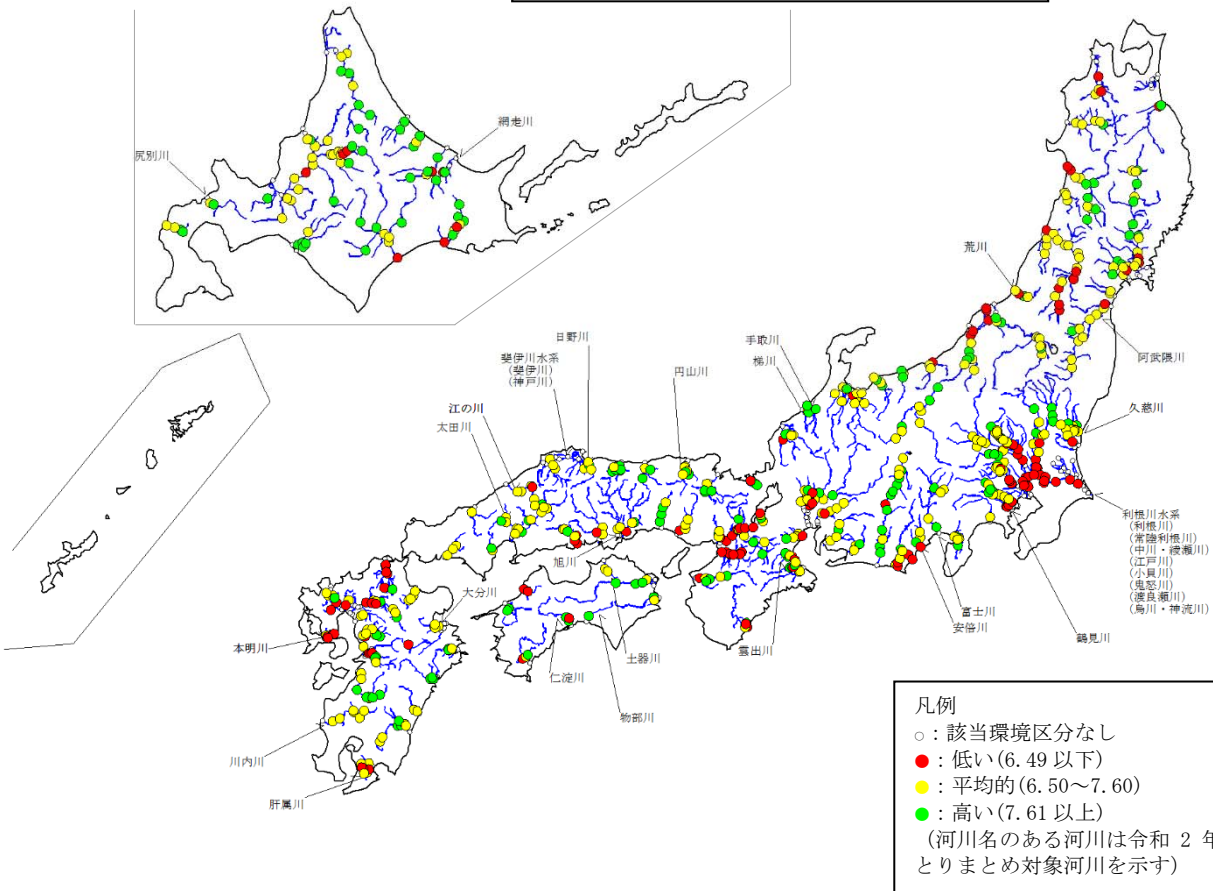 網走川
尻別川
荒川
日野川
斐伊川水系
(斐伊川)
(神戸川)
手取川
梯川
円山川
阿武隈川
江の川
太田川
久慈川
利根川水系
(利根川)
(常陸利根川)
(中川・綾瀬川)
(江戸川)
(小貝川)
(鬼怒川)
(渡良瀬川)
(烏川・神流川)
旭川
大分川
富士川
安倍川
鶴見川
本明川
土器川
雲出川
仁淀川
物部川
川内川
肝属川
凡例
○：該当環境区分なし
●：低い(6.49 以下)
●：平均的(6.50～7.60)
●：高い(7.61 以上)
(河川名のある河川は令和 2 年
とりまとめ対象河川を示す)